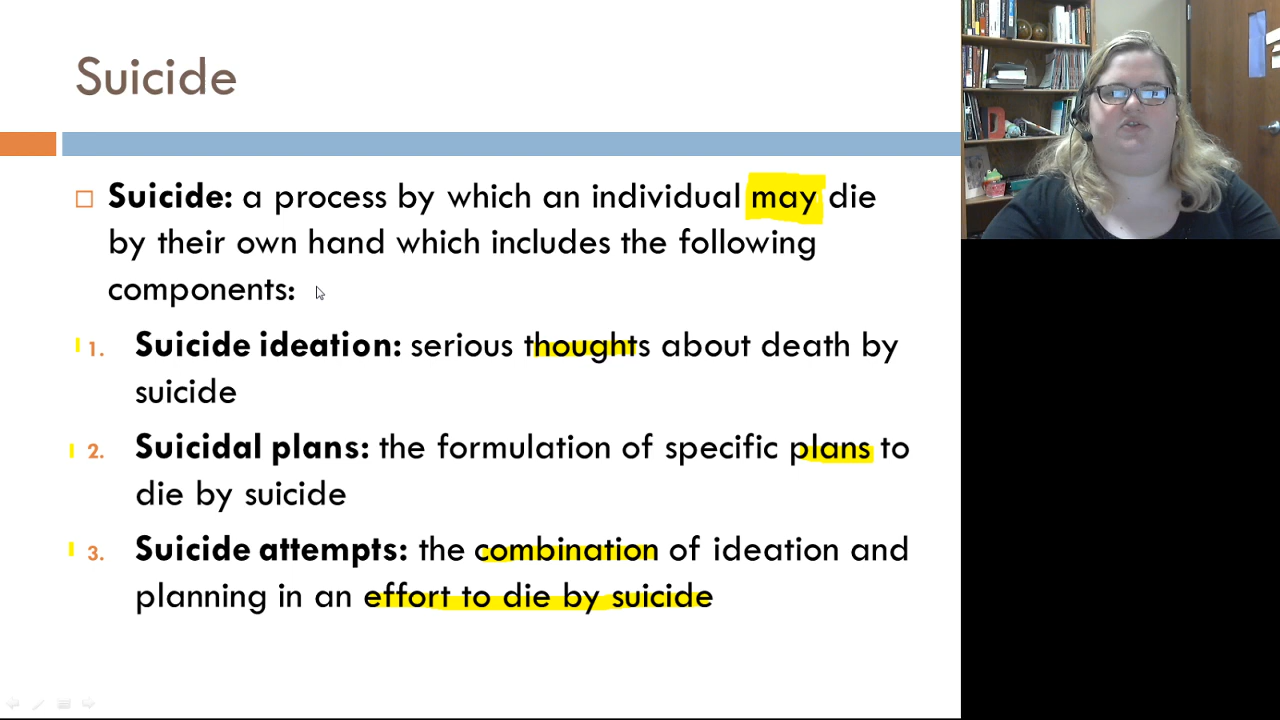 Suicide
Suicide: a process by which an individual may die
by their own hand which includes the following
components:
1. Suicide ideation: serious thoughts about death by
suicide
2. Suicidal plans: the formulation of specific plans to
die by suicide
3. Suicide attempts: the combination of ideation and
planning in an effort to die by suicide